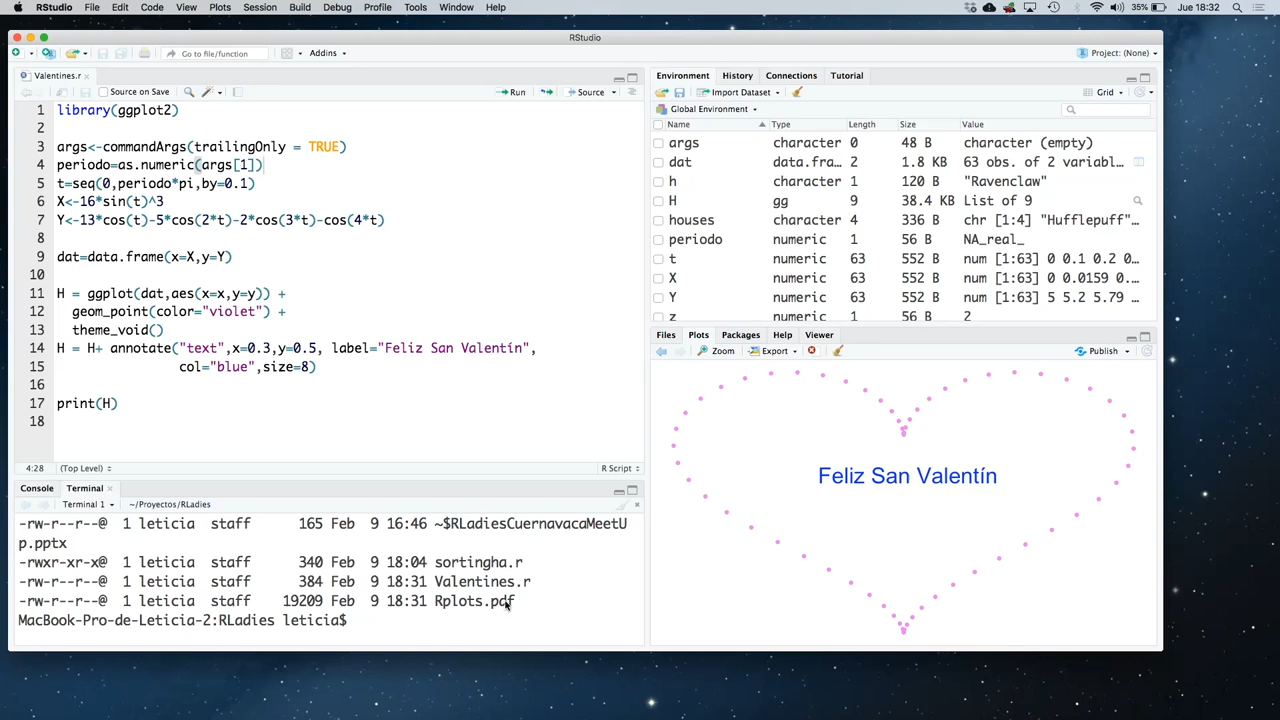 RStudio File Edit Code View Plots Session Build Debug Profile Tools Window Help 35% Jue 18:32
RStudio
Go to file/function Addins Project: (None)
Valentines.r
Source on Save Run Source
1 library(ggplot2)
2
3 args<-commandArgs(trailingOnly = TRUE)
4 periodo=as.numeric(args[1])
5 t=seq(0,periodo*pi,by=0.1)
6 X<-16*sin(t)^3
7 Y<-13*cos(t)-5*cos(2*t)-2*cos(3*t)-cos(4*t)
8
9 dat=data.frame(x=X,y=Y)
10
11 H = ggplot(dat,aes(x=x,y=y)) +
12 geom_point(color="violet") +
13 theme_void()
14 H = H+ annotate("text",x=0.3,y=0.5, label="Feliz San Valentín",
15 col="blue",size=8)
16
17 print(H)
18
4:28 (Top Level) R Script
Console Terminal
Terminal 1 ~/Proyectos/RLadies
-rw-r--r--@ 1 leticia staff 165 Feb 9 16:46 ~$RLadiesCuernavacaMeetU
p.pptx
-rwxr-xr-x@ 1 leticia staff 340 Feb 9 18:04 sortingha.r
-rw-r--r--@ 1 leticia staff 384 Feb 9 18:31 Valentines.r
-rw-r--r--@ 1 leticia staff 19209 Feb 9 18:31 Rplots.pdf
MacBook-Pro-de-Leticia-2:RLadies leticia$
Environment History Connections Tutorial
Import Dataset Grid
Global Environment
Name Type Length Size Value
args character 0 48 B character (empty)
dat data.fra… 2 1.8 KB 63 obs. of 2 variabl…
h character 1 120 B "Ravenclaw"
H gg 9 38.4 KB List of 9
houses character 4 336 B chr [1:4] "Hufflepuff"…
periodo numeric 1 56 B NA_real_
t numeric 63 552 B num [1:63] 0 0.1 0.2 0…
X numeric 63 552 B num [1:63] 0 0.0159 0…
Y numeric 63 552 B num [1:63] 5 5.2 5.79 …
z numeric 1 56 B 2
Files Plots Packages Help Viewer
Zoom Export Publish
Feliz San Valentín